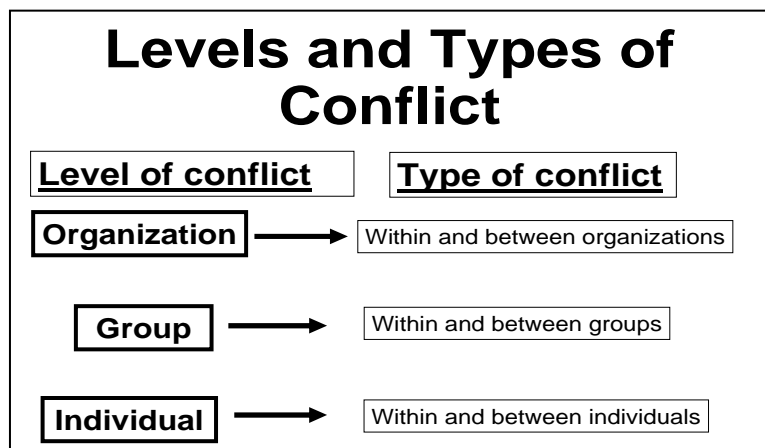 Levels and Types of
Conflict
Level of conflict
Type of conflict
Organization
Within and between organizations
Group
Within and between groups
Individual
Within and between individuals